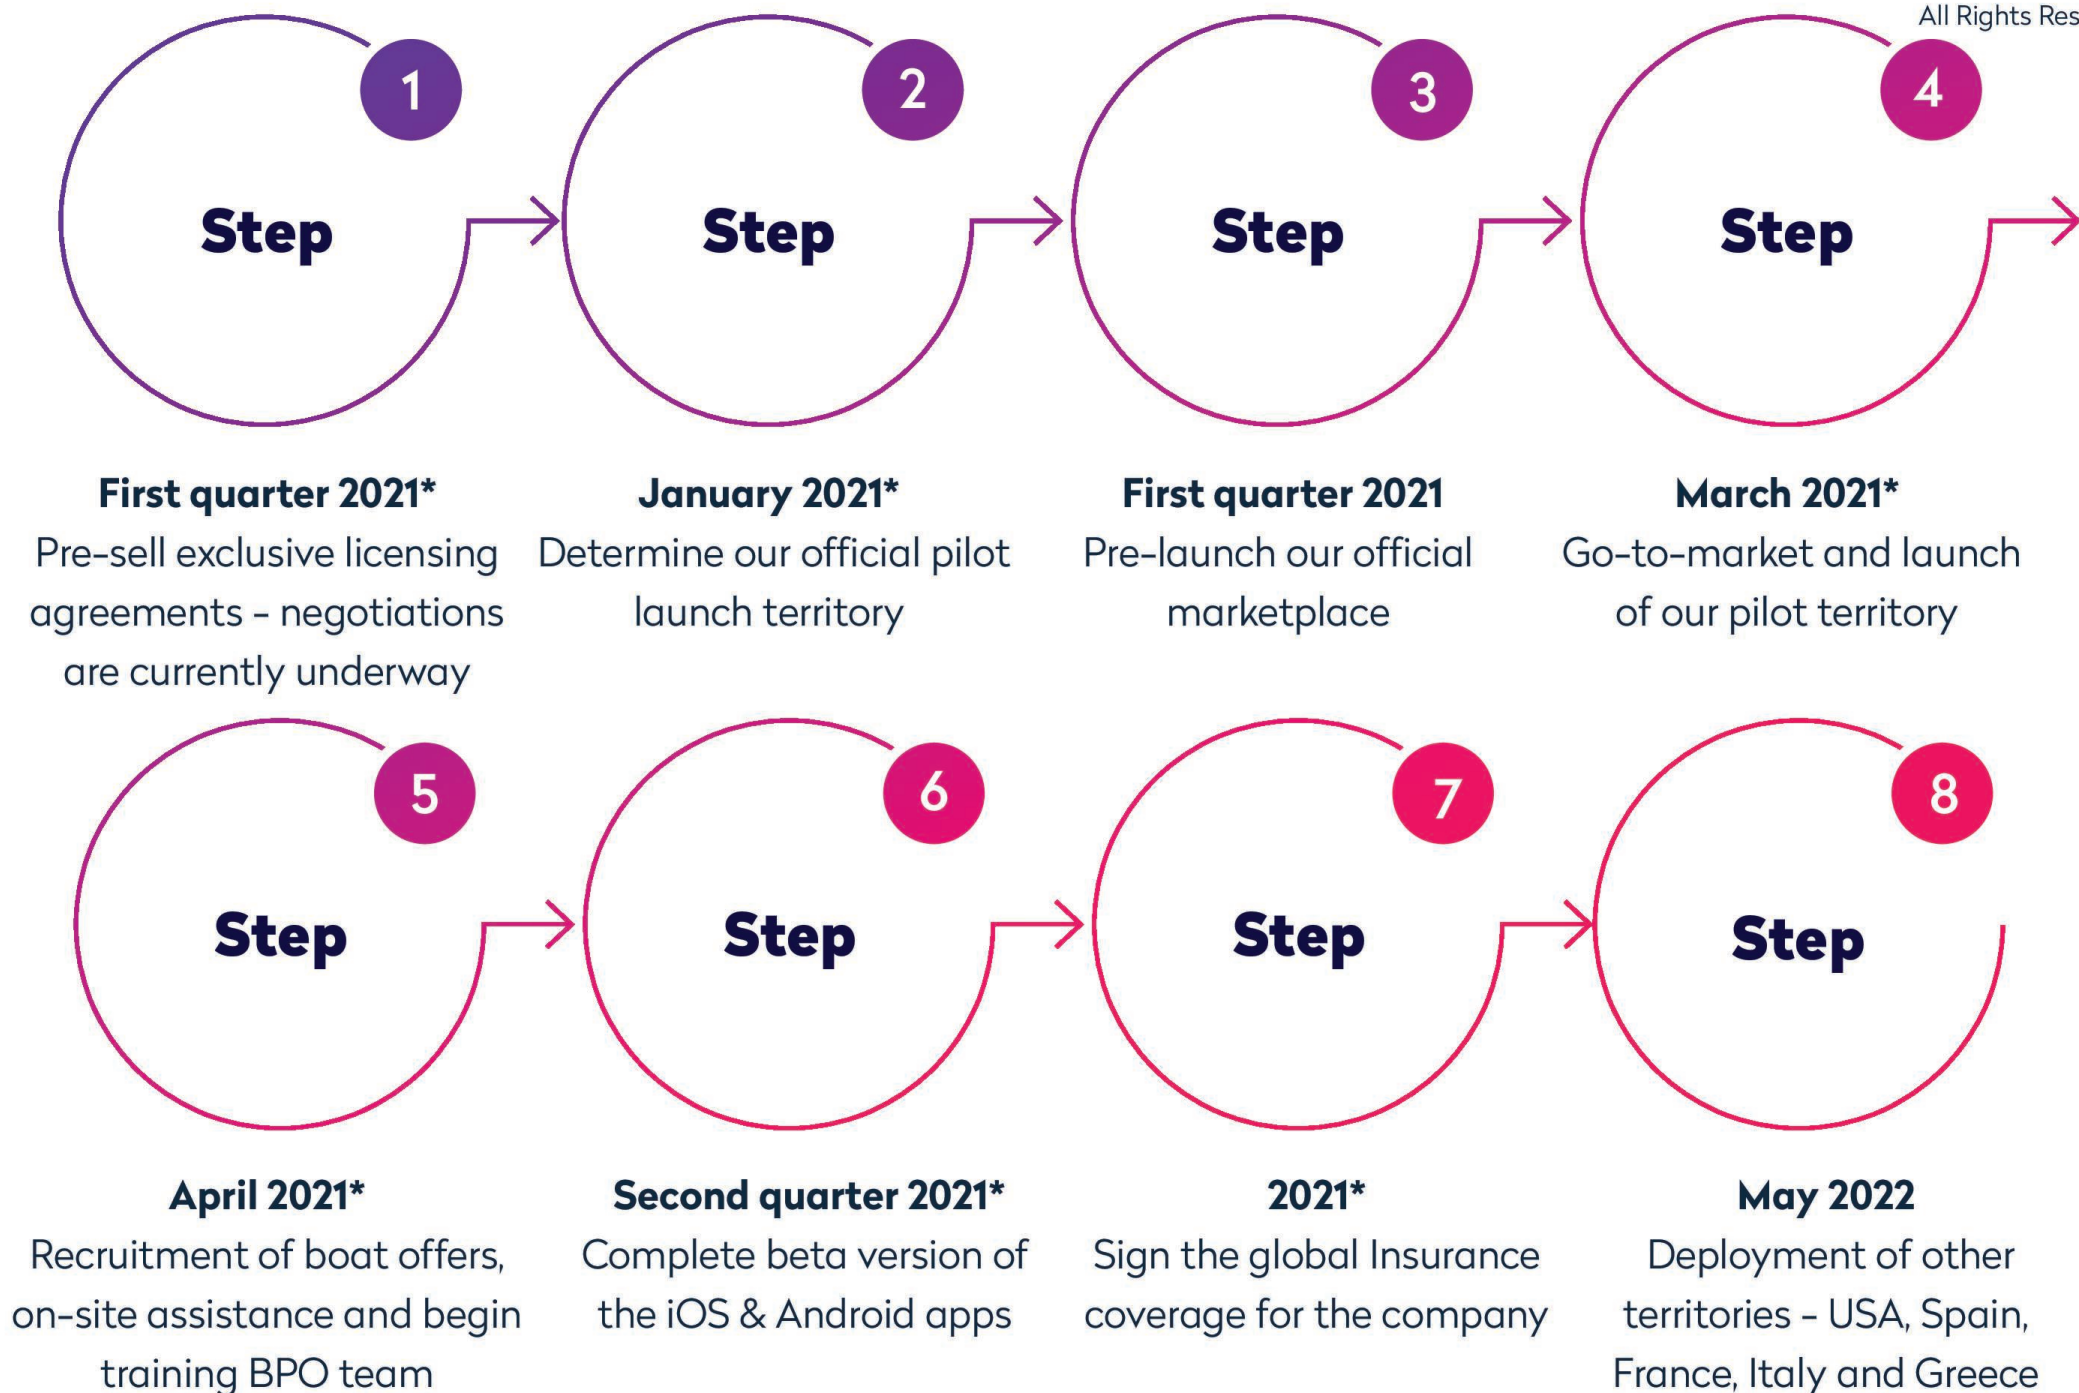 All Rights Res
1
2
3
4
Step
Step
Step
Step
First quarter 2021*
Pre-sell exclusive licensing
agreements - negotiations
are currently underway
January 2021*
Determine our official pilot
launch territory
First quarter 2021
Pre-launch our official
marketplace
March 2021*
Go-to-market and launch
of our pilot territory
5
6
7
8
Step
Step
Step
Step
April 2021*
Recruitment of boat offers,
on-site assistance and begin
training BPO team
Second quarter 2021*
Complete beta version of
the iOS & Android apps
2021*
Sign the global Insurance
coverage for the company
May 2022
Deployment of other
territories - USA, Spain,
France, Italy and Greece